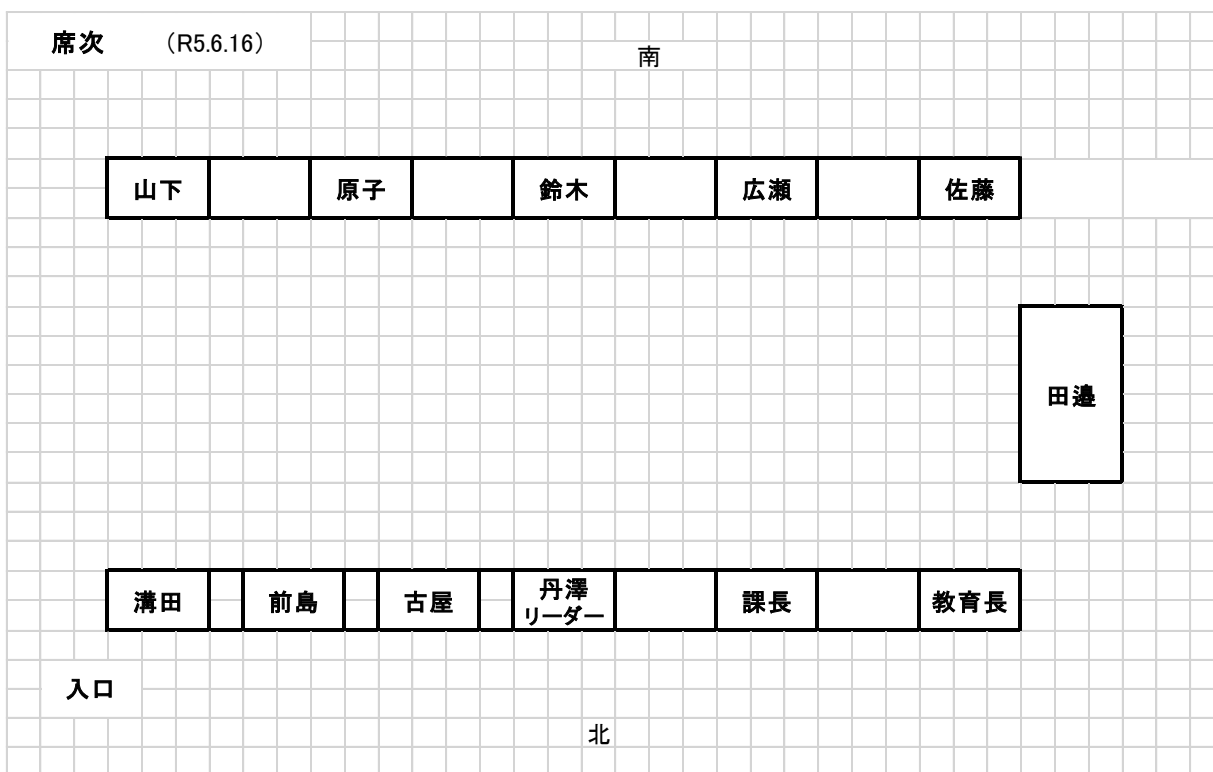 席次 （R5.6.16）
南
山下 原子 鈴木 広瀬 佐藤
田邉
溝田 前島 古屋 丹澤 課長 教育長
リーダー
入口
北